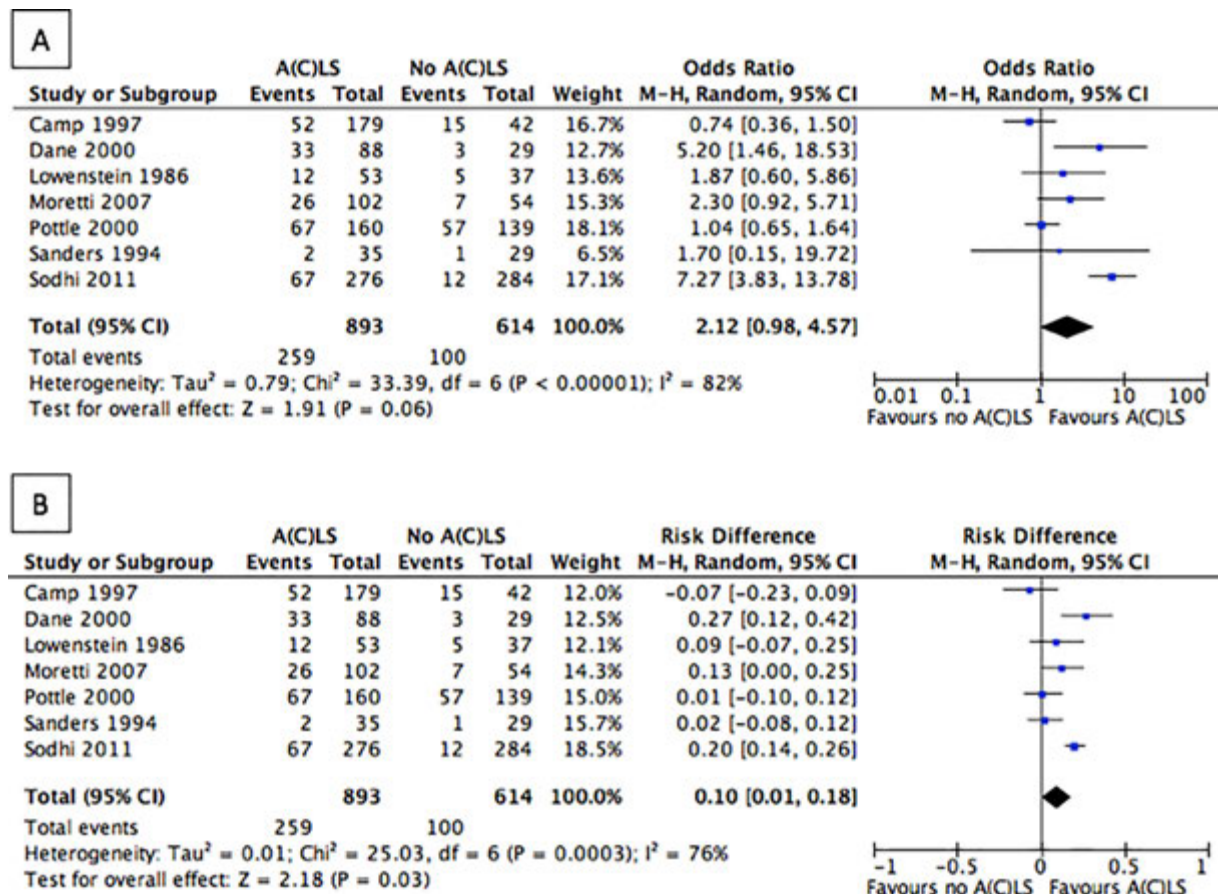 A
A(C)LS No A(C)LS Odds Ratio Odds Ratio
Study or Subgroup Events Total Events Total Weight M-H, Random, 95% CI M-H, Random, 95% CI
Camp 1997 52 179 15 42 16.7% 0.74 [0.36, 1.50]
Dane 2000 33 88 3 29 12.7% 5.20 [1.46, 18.53]
Lowenstein 1986 12 53 5 37 13.6% 1.87 [0.60, 5.86]
Moretti 2007 26 102 7 54 15.3% 2.30 [0.92, 5.71]
Pottle 2000 67 160 57 139 18.1% 1.04 [0.65, 1.64]
Sanders 1994 2 35 1 29 6.5% 1.70 [0.15, 19.72]
Sodhi 2011 67 276 12 284 17.1% 7.27 [3.83, 13.78]
Total (95% CI) 893 614 100.0% 2.12 [0.98, 4.57]
Total events 259 100
Heterogeneity: Tau² = 0.79; Chi² = 33.39, df = 6 (P < 0.00001); I² = 82%
Test for overall effect: Z = 1.91 (P = 0.06)
0.01 0.1 1 10 100
Favours no A(C)LS Favours A(C)LS
B
A(C)LS No A(C)LS Risk Difference Risk Difference
Study or Subgroup Events Total Events Total Weight M-H, Random, 95% CI M-H, Random, 95% CI
Camp 1997 52 179 15 42 12.0% -0.07 [-0.23, 0.09]
Dane 2000 33 88 3 29 12.5% 0.27 [0.12, 0.42]
Lowenstein 1986 12 53 5 37 12.1% 0.09 [-0.07, 0.25]
Moretti 2007 26 102 7 54 14.3% 0.13 [0.00, 0.25]
Pottle 2000 67 160 57 139 15.0% 0.01 [-0.10, 0.12]
Sanders 1994 2 35 1 29 15.7% 0.02 [-0.08, 0.12]
Sodhi 2011 67 276 12 284 18.5% 0.20 [0.14, 0.26]
Total (95% CI) 893 614 100.0% 0.10 [0.01, 0.18]
Total events 259 100
Heterogeneity: Tau² = 0.01; Chi² = 25.03, df = 6 (P = 0.0003); I² = 76%
Test for overall effect: Z = 2.18 (P = 0.03)
-1 -0.5 0 0.5 1
Favours no A(C)LS Favours A(C)LS